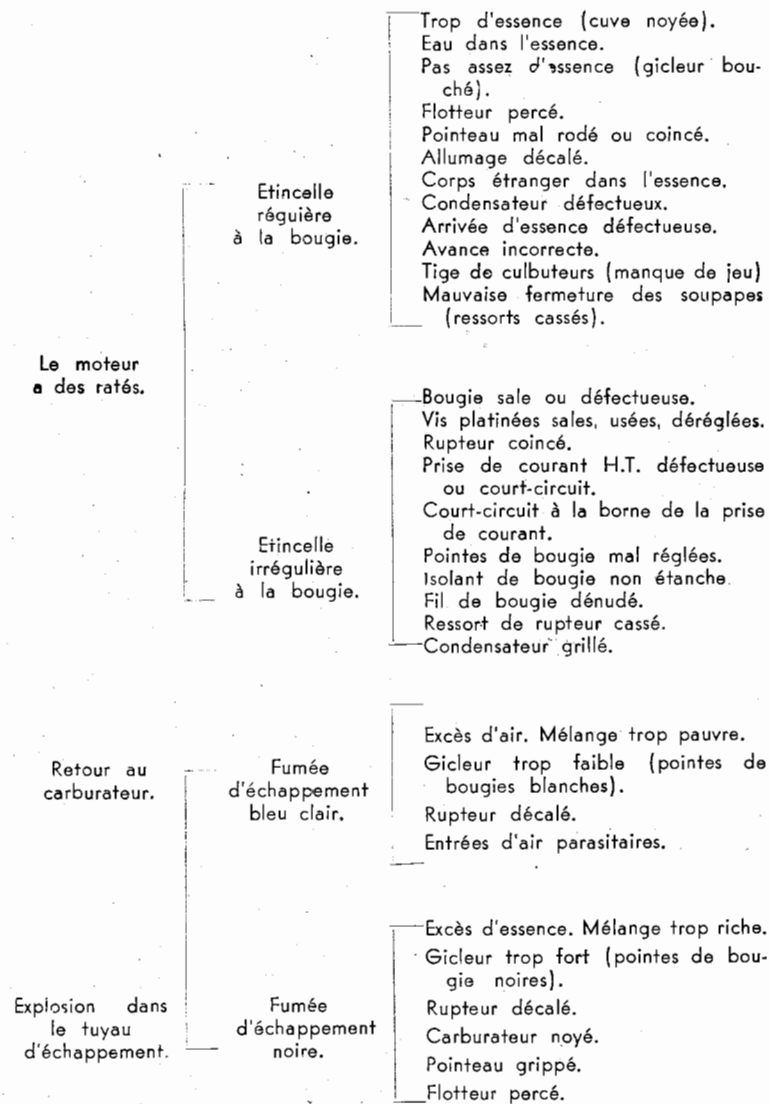 Trop d'essence (cuve noyée).
Eau dans l'essence.
Pas assez d'essence (gicleur bou-
ché).
Flotteur percé.
Pointeau mal rodé ou coincé.
Allumage décalé.
Corps étranger dans l'essence.
Condensateur défectueux.
Arrivée d'essence défectueuse.
Avance incorrecte.
Tige de culbuteurs (manque de jeu)
Mauvaise fermeture des soupapes
(ressorts cassés).
Etincelle
réguière
à la bougie.
Le moteur
a des ratés.
Bougie sale ou défectueuse.
Vis platinées sales, usées, déréglées.
Rupteur coincé.
Prise de courant H.T. défectueuse
ou court-circuit.
Court-circuit à la borne de la prise
de courant.
Pointes de bougie mal réglées.
Isolant de bougie non étanche
Fil de bougie dénudé.
Ressort de rupteur cassé.
Condensateur grillé.
Etincelle
irrégulière
à la bougie.
Retour au
carburateur.
Fumée
d'échappement
bleu clair.
Excès d'air. Mélange trop pauvre.
Gicleur trop faible (pointes de
bougies blanches).
Rupteur décalé.
Entrées d'air parasitaires.
Explosion dans
le tuyau
d'échappement.
Fumée
d'échappement
noire.
Excès d'essence. Mélange trop riche.
Gicleur trop fort (pointes de bou-
gie noires).
Rupteur décalé.
Carburateur noyé.
Pointeau grippé.
Flotteur percé.